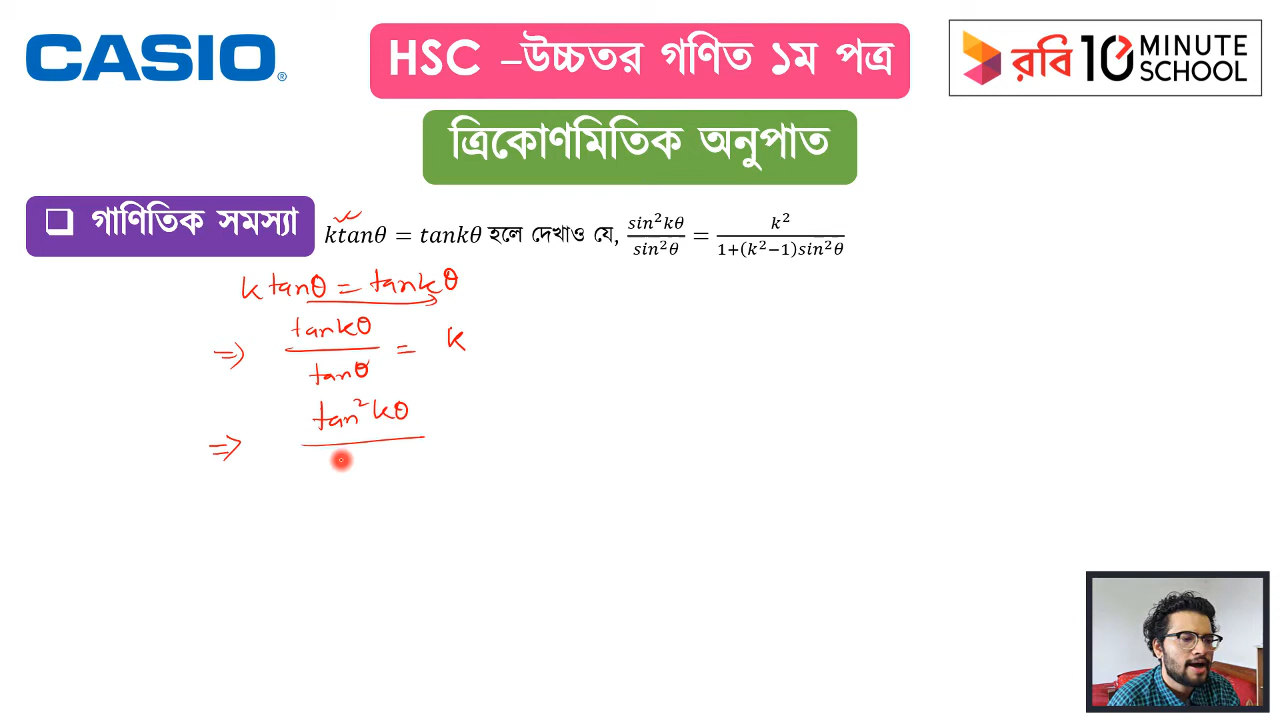 CASIO®
HSC –উচ্চতর গণিত ১ম পত্র
রবি 10 MINUTE SCHOOL
ত্রিকোণমিতিক অনুপাত
❑ গাণিতিক সমস্যা
ktanθ = tankθ হলে দেখাও যে, sin²kθ/sin²θ = k²/1+(k²−1)sin²θ
k tanθ = tankθ
⇒ tankθ/tanθ = k
⇒ tan²kθ